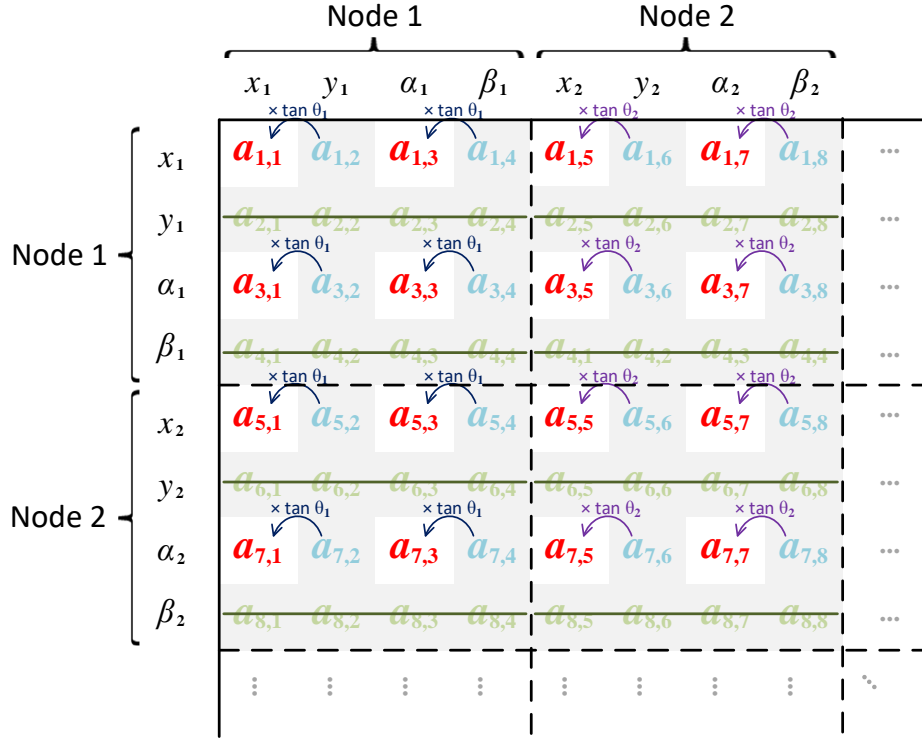 Node 1 Node 2
x₁ y₁ α₁ β₁ x₂ y₂ α₂ β₂
× tan θ₁ × tan θ₁ × tan θ₂ × tan θ₂
x₁ a₁,₁ a₁,₂ a₁,₃ a₁,₄ a₁,₅ a₁,₆ a₁,₇ a₁,₈ ...
y₁ a₂,₁ a₂,₂ a₂,₃ a₂,₄ a₂,₅ a₂,₆ a₂,₇ a₂,₈ ...
Node 1
× tan θ₁ × tan θ₁ × tan θ₂ × tan θ₂
α₁ a₃,₁ a₃,₂ a₃,₃ a₃,₄ a₃,₅ a₃,₆ a₃,₇ a₃,₈ ...
β₁ a₄,₁ a₄,₂ a₄,₃ a₄,₄ a₄,₁ a₄,₂ a₄,₃ a₄,₄ ...
× tan θ₁ × tan θ₁ × tan θ₂ × tan θ₂
x₂ a₅,₁ a₅,₂ a₅,₃ a₅,₄ a₅,₅ a₅,₆ a₅,₇ a₅,₈ ...
y₂ a₆,₁ a₆,₂ a₆,₃ a₆,₄ a₆,₅ a₆,₆ a₆,₇ a₆,₈ ...
Node 2
× tan θ₁ × tan θ₁ × tan θ₂ × tan θ₂
α₂ a₇,₁ a₇,₂ a₇,₃ a₇,₄ a₇,₅ a₇,₆ a₇,₇ a₇,₈ ...
β₂ a₈,₁ a₈,₂ a₈,₃ a₈,₄ a₈,₅ a₈,₆ a₈,₇ a₈,₈ ...
⋮ ⋮ ⋮ ⋮ ⋮ ⋮ ⋮ ⋮ ⋱